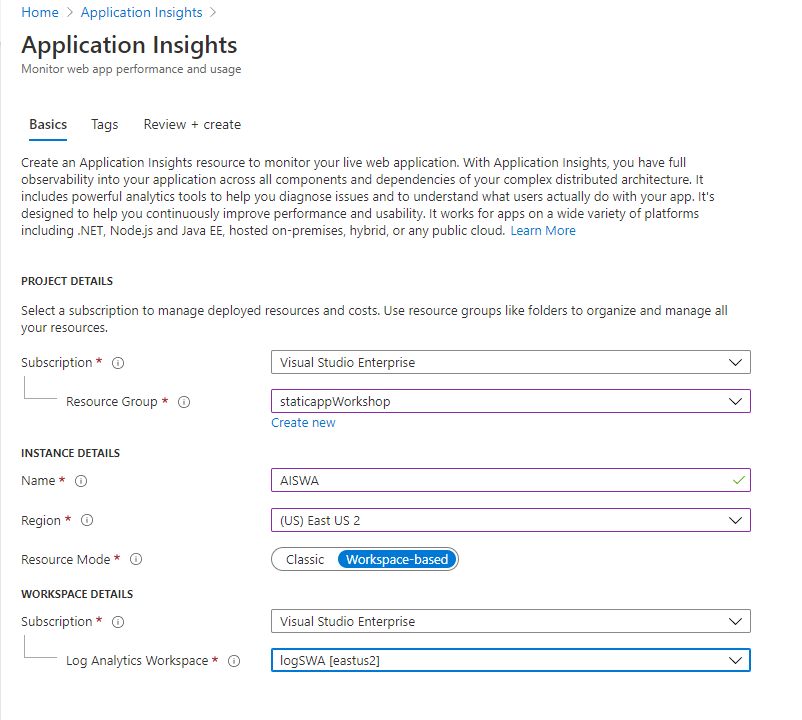 Home > Application Insights >
Application Insights
Monitor web app performance and usage
Basics Tags Review + create
Create an Application Insights resource to monitor your live web application. With Application Insights, you have full
observability into your application across all components and dependencies of your complex distributed architecture. It
includes powerful analytics tools to help you diagnose issues and to understand what users actually do with your app. It's
designed to help you continuously improve performance and usability. It works for apps on a wide variety of platforms
including .NET, Node.js and Java EE, hosted on-premises, hybrid, or any public cloud. Learn More
PROJECT DETAILS
Select a subscription to manage deployed resources and costs. Use resource groups like folders to organize and manage all
your resources.
Subscription * Visual Studio Enterprise
Resource Group * staticappWorkshop
Create new
INSTANCE DETAILS
Name * AISWA
Region * (US) East US 2
Resource Mode * Classic Workspace-based
WORKSPACE DETAILS
Subscription * Visual Studio Enterprise
Log Analytics Workspace * logSWA [eastus2]